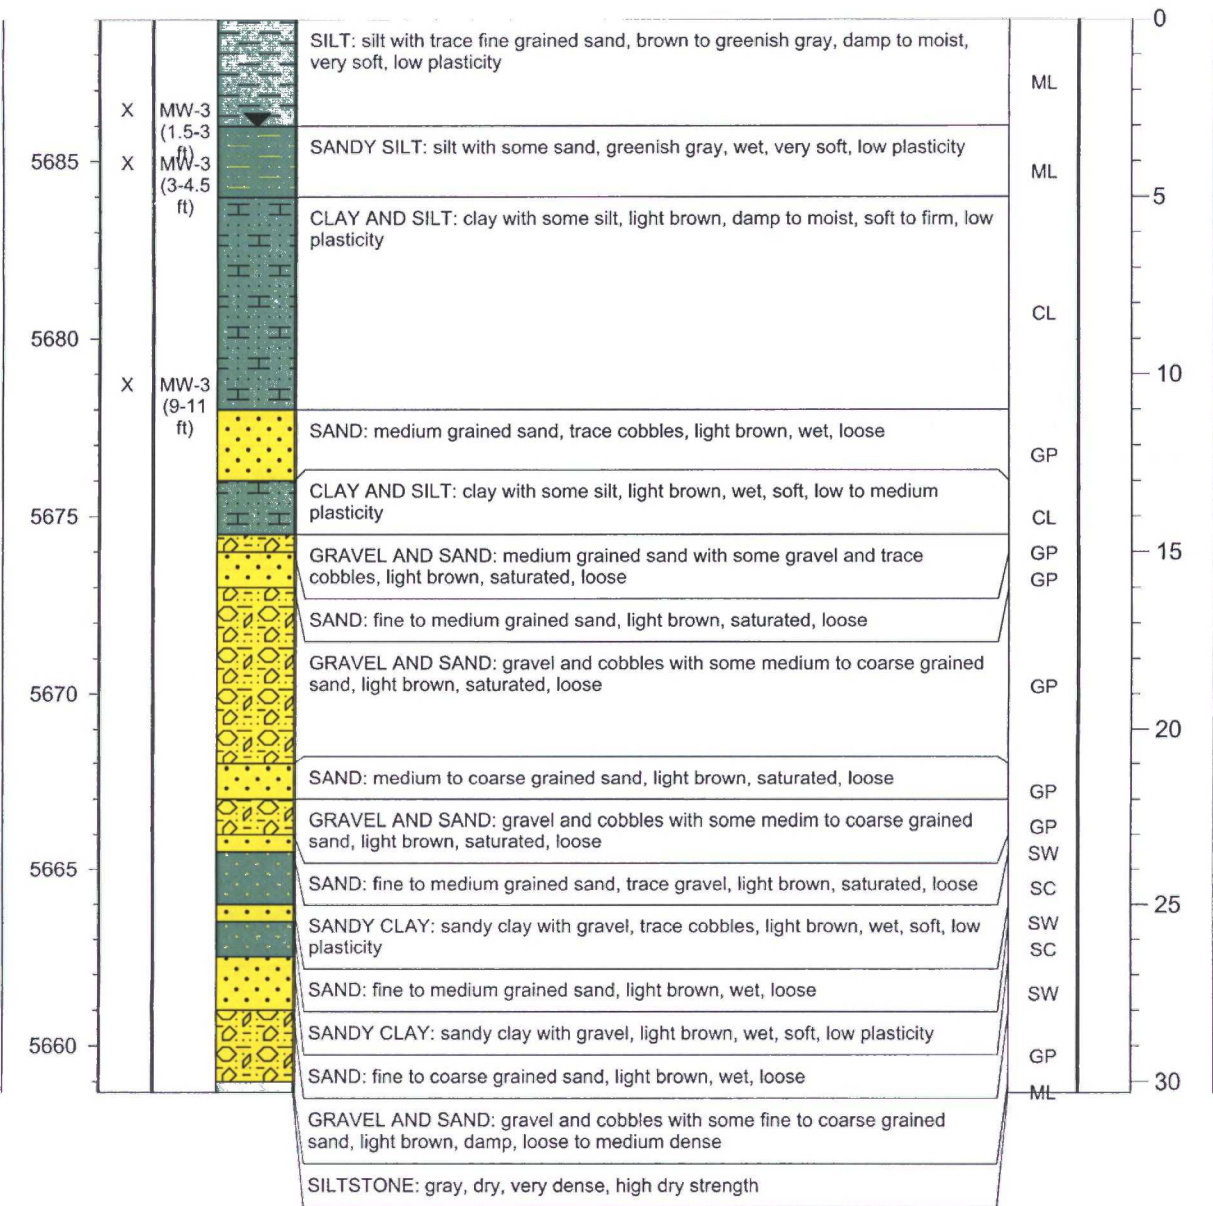 0
SILT: silt with trace fine grained sand, brown to greenish gray, damp to moist,
very soft, low plasticity
ML
X MW-3
(1.5-3
ft)
SANDY SILT: silt with some sand, greenish gray, wet, very soft, low plasticity
5685 X MW-3
(3-4.5
ft)
ML
5
CLAY AND SILT: clay with some silt, light brown, damp to moist, soft to firm, low
plasticity
CL
5680
10
X MW-3
(9-11
ft)
SAND: medium grained sand, trace cobbles, light brown, wet, loose
GP
CLAY AND SILT: clay with some silt, light brown, wet, soft, low to medium
plasticity
5675
CL
GRAVEL AND SAND: medium grained sand with some gravel and trace
cobbles, light brown, saturated, loose
GP
15
GP
SAND: fine to medium grained sand, light brown, saturated, loose
GRAVEL AND SAND: gravel and cobbles with some medium to coarse grained
sand, light brown, saturated, loose
5670
GP
20
SAND: medium to coarse grained sand, light brown, saturated, loose
GP
GRAVEL AND SAND: gravel and cobbles with some medim to coarse grained
sand, light brown, saturated, loose
GP
SW
5665
SAND: fine to medium grained sand, trace gravel, light brown, saturated, loose
SC
25
SANDY CLAY: sandy clay with gravel, trace cobbles, light brown, wet, soft, low
plasticity
SW
SC
SAND: fine to medium grained sand, light brown, wet, loose
SW
SANDY CLAY: sandy clay with gravel, light brown, wet, soft, low plasticity
5660
GP
SAND: fine to coarse grained sand, light brown, wet, loose
30
ML
GRAVEL AND SAND: gravel and cobbles with some fine to coarse grained
sand, light brown, damp, loose to medium dense
SILTSTONE: gray, dry, very dense, high dry strength